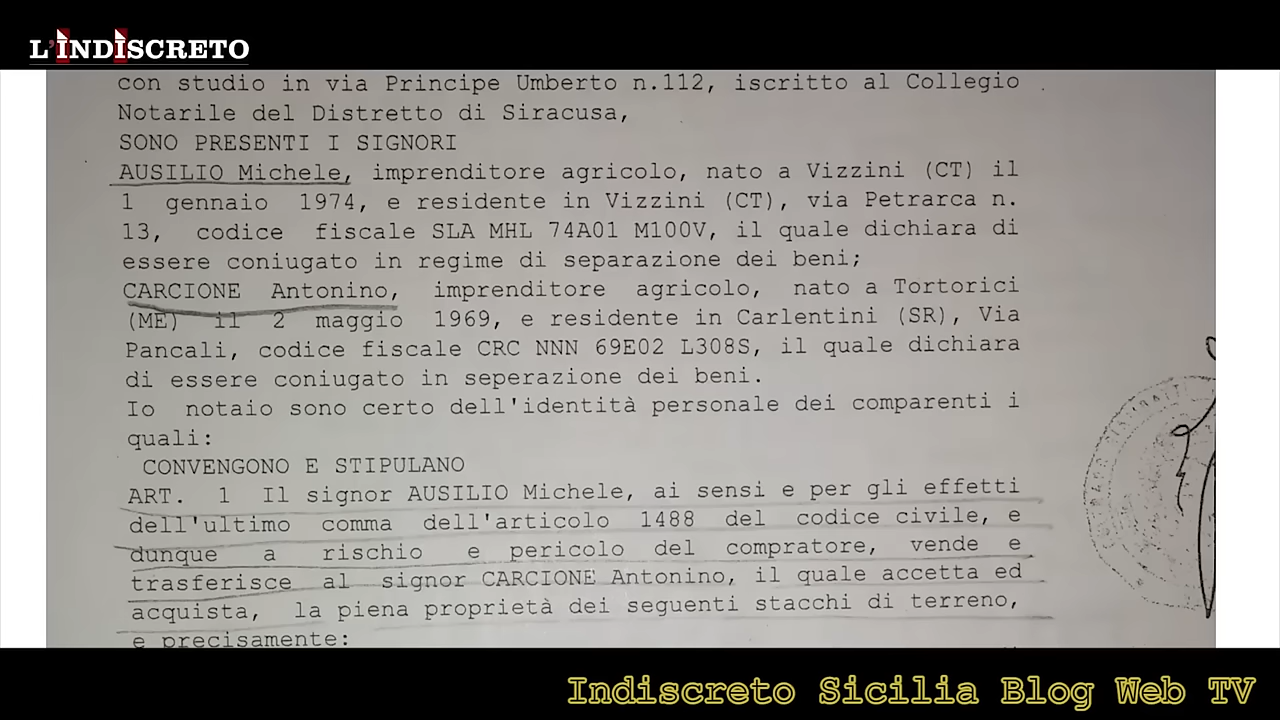 L'INDISCRETO
con studio in via Principe Umberto n.112, iscritto al Collegio
Notarile del Distretto di Siracusa,
SONO PRESENTI I SIGNORI
AUSILIO Michele, imprenditore agricolo, nato a Vizzini (CT) il
1 gennaio 1974, e residente in Vizzini (CT), via Petrarca n.
13, codice fiscale SLA MHL 74A01 M100V, il quale dichiara di
essere coniugato in regime di separazione dei beni;
CARCIONE Antonino, imprenditore agricolo, nato a Tortorici
(ME) il 2 maggio 1969, e residente in Carlentini (SR), Via
Pancali, codice fiscale CRC NNN 69E02 L308S, il quale dichiara
di essere coniugato in seperazione dei beni.
Io notaio sono certo dell'identità personale dei comparenti i
quali:
CONVENGONO E STIPULANO
ART. 1 Il signor AUSILIO Michele, ai sensi e per gli effetti
dell'ultimo comma dell'articolo 1488 del codice civile, e
dunque a rischio e pericolo del compratore, vende e
trasferisce al signor CARCIONE Antonino, il quale accetta ed
acquista, la piena proprietà dei seguenti stacchi di terreno,
e precisamente:
Indiscreto Sicilia Blog Web TV